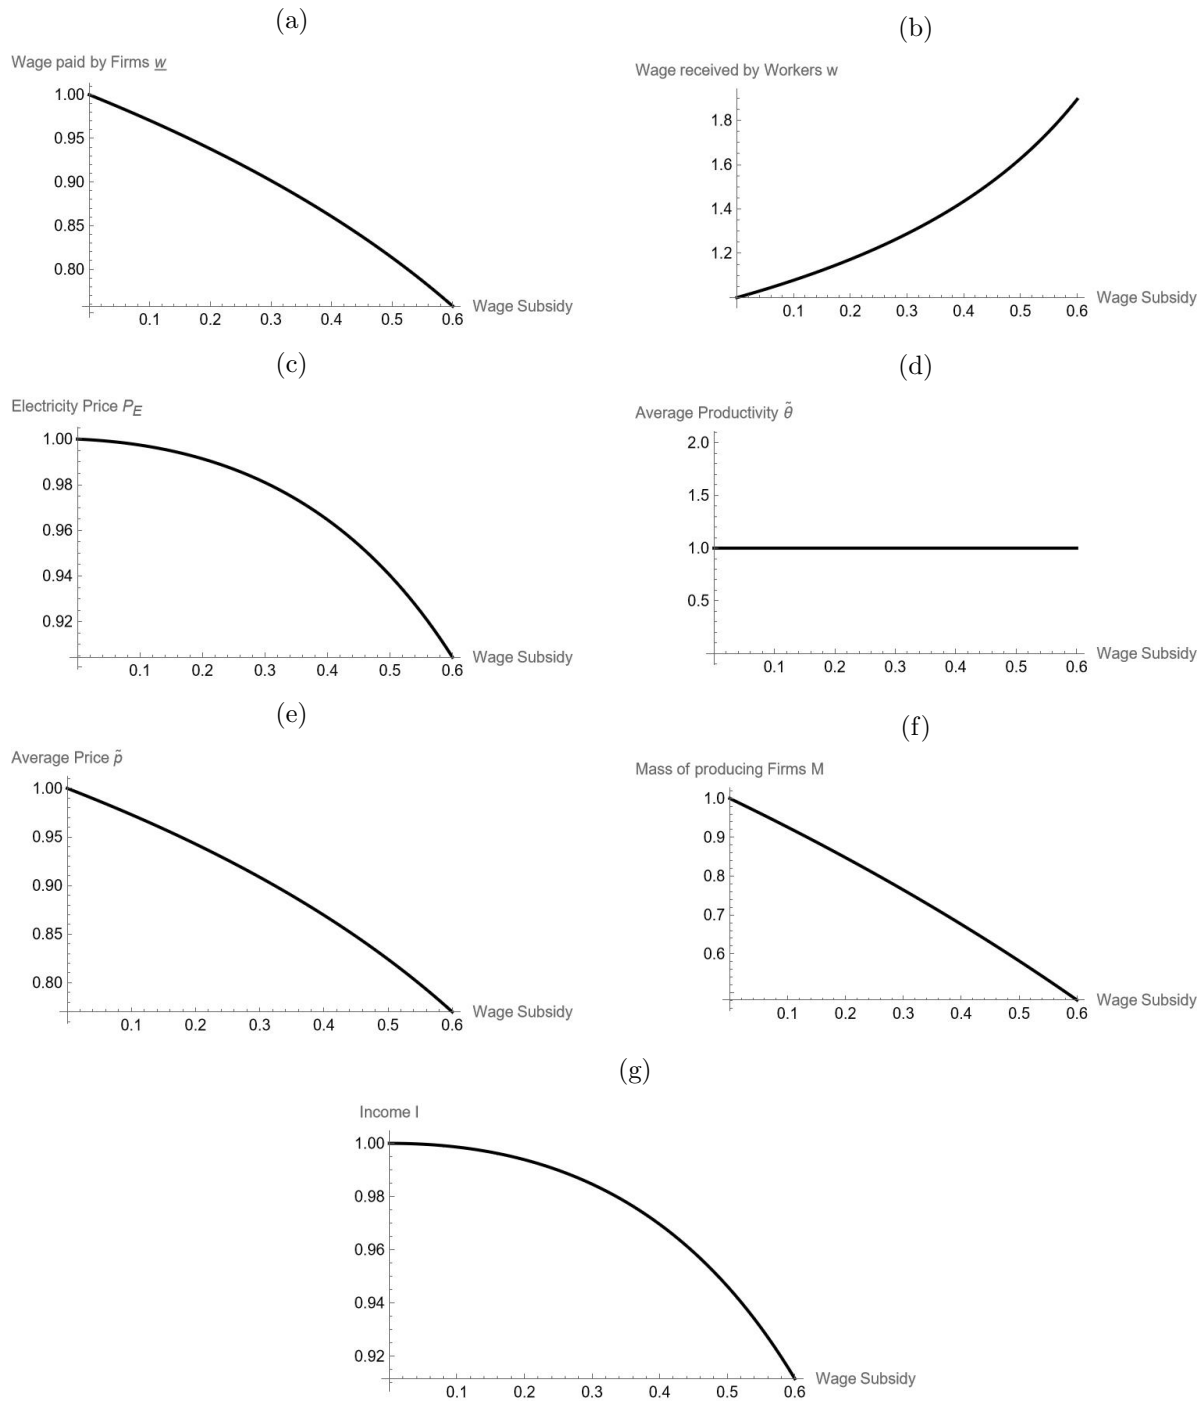 (a)
Wage paid by Firms w
1.00
0.95
0.90
0.85
0.80
0.1 0.2 0.3 0.4 0.5 0.6
Wage Subsidy
(b)
Wage received by Workers w
1.8
1.6
1.4
1.2
0.1 0.2 0.3 0.4 0.5 0.6
Wage Subsidy
(c)
Electricity Price P_E
1.00
0.98
0.96
0.94
0.92
0.1 0.2 0.3 0.4 0.5 0.6
Wage Subsidy
(d)
Average Productivity θ̃
2.0
1.5
1.0
0.5
0.1 0.2 0.3 0.4 0.5 0.6
Wage Subsidy
(e)
Average Price p̃
1.00
0.95
0.90
0.85
0.80
0.1 0.2 0.3 0.4 0.5 0.6
Wage Subsidy
(f)
Mass of producing Firms M
1.0
0.9
0.8
0.7
0.6
0.1 0.2 0.3 0.4 0.5 0.6
Wage Subsidy
(g)
Income I
1.00
0.98
0.96
0.94
0.92
0.1 0.2 0.3 0.4 0.5 0.6
Wage Subsidy